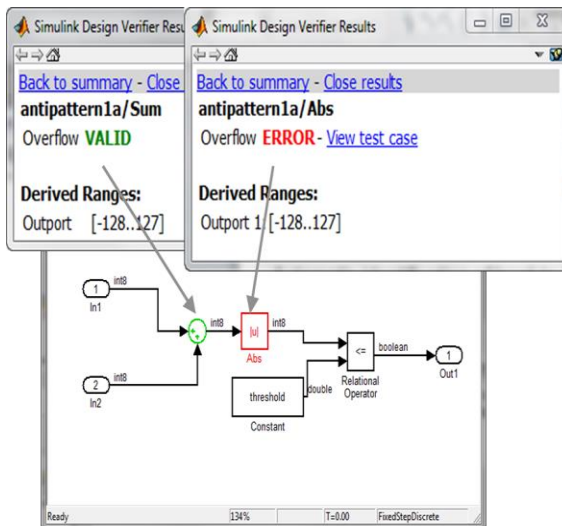 Simulink Design Verifier Resu
Back to summary - Close
antipattern1a/Sum
Overflow VALID
Derived Ranges:
Outport [-128..127]
Simulink Design Verifier Results
Back to summary - Close results
antipattern1a/Abs
Overflow ERROR - View test case
Derived Ranges:
Outport 1: [-128..127]
1
int8
In1
2
int8
In2
int8
|u|
Abs
int8
threshold
Constant
double
<=
Relational
Operator
boolean
1
Out1
Ready 134% T=0.00 FixedStepDiscrete